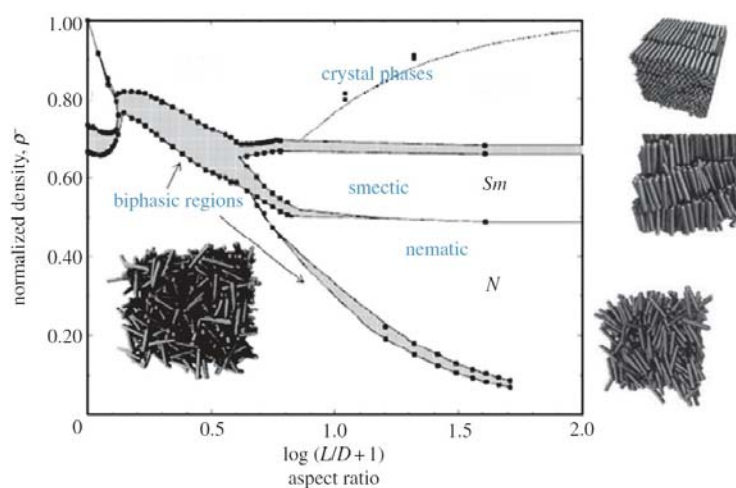 1.00
0.80
0.60
0.40
0.20
0
normalized density, ρ~
crystal phases
smectic
Sm
biphasic regions
nematic
N
0
0.5
1.0
1.5
2.0
log (L/D + 1)
aspect ratio